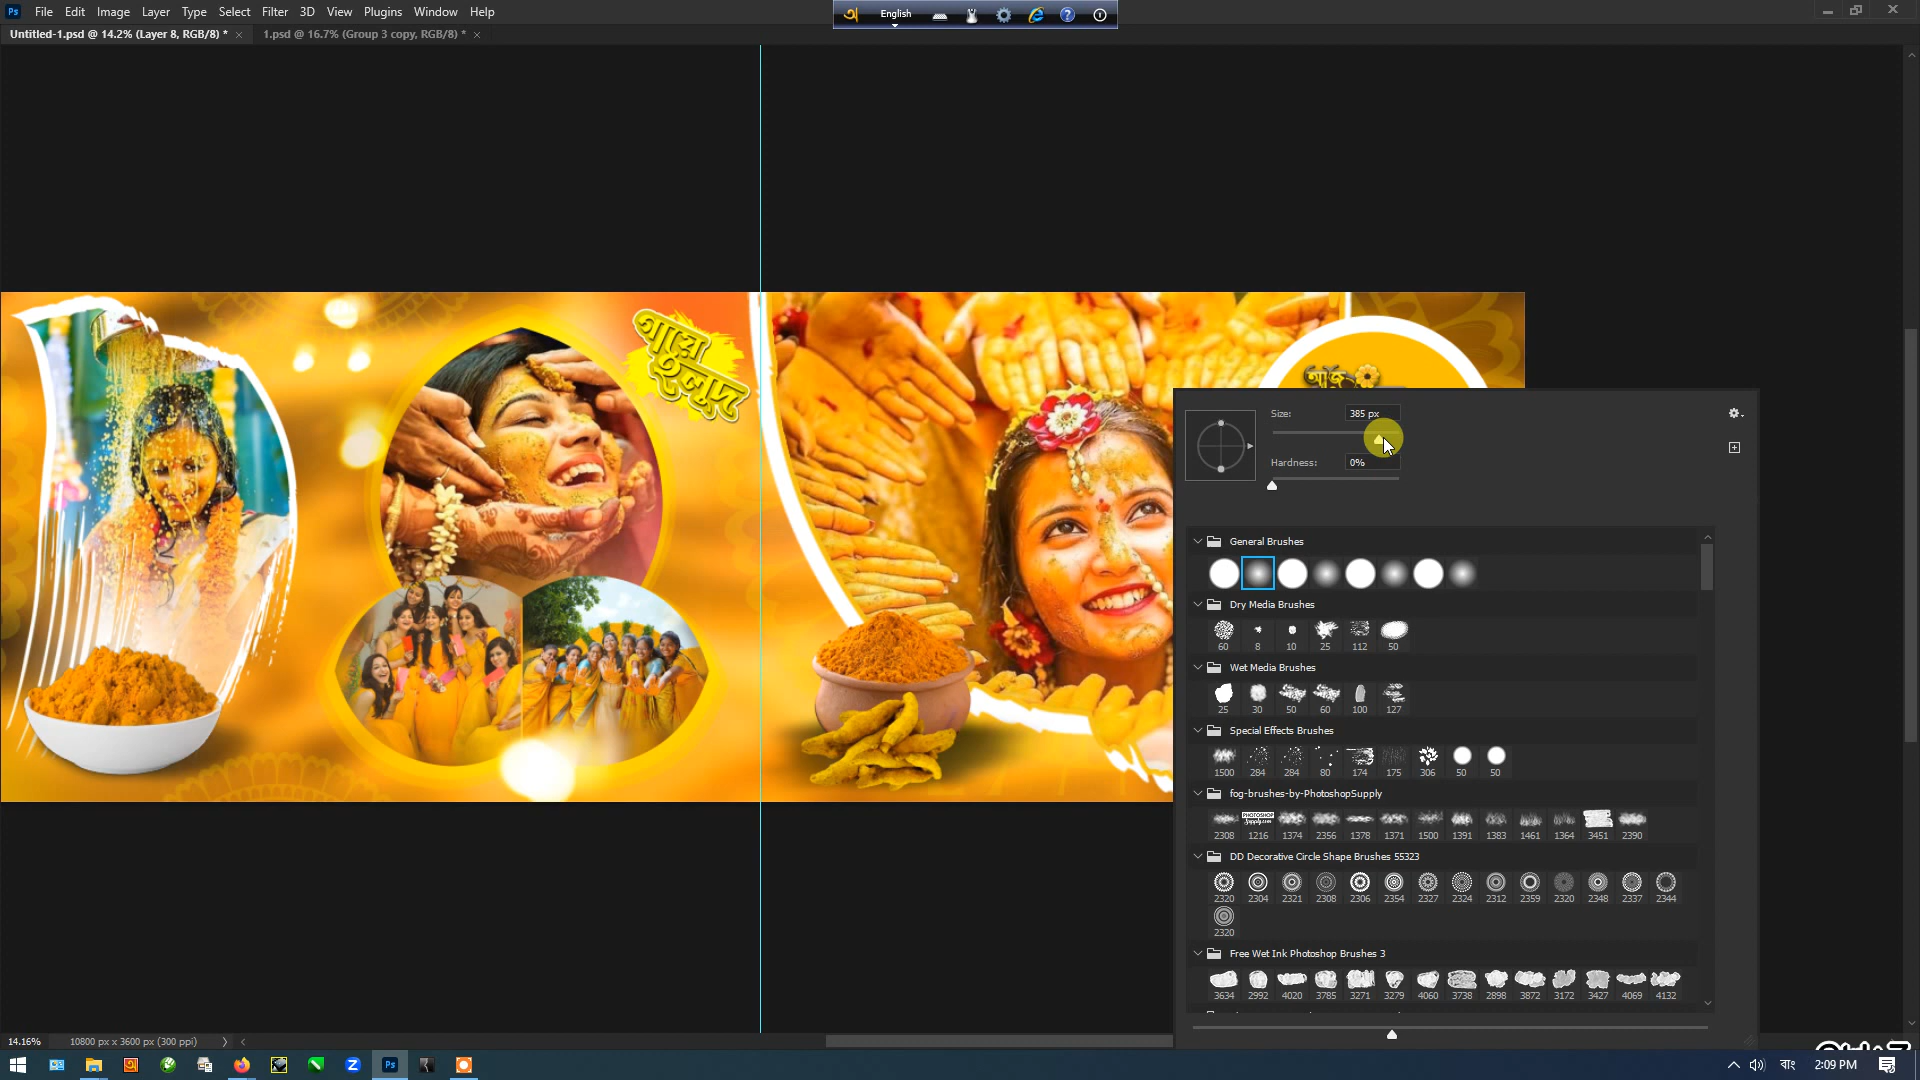 File Edit Image Layer Type Select Filter 3D View Plugins Window Help
English
Untitled-1.psd @ 14.2% (Layer 8, RGB/8) *
1.psd @ 16.7% (Group 3 copy, RGB/8) *
গায়ে হলুদ
আজ
Size: 385 px
Hardness: 0%
General Brushes
Dry Media Brushes
60 8 10 25 112 50
Wet Media Brushes
25 30 50 60 100 127
Special Effects Brushes
1500 284 284 80 174 175 306 50 50
fog-brushes-by-PhotoshopSupply
2308 1216 1374 2356 1378 1371 1500 1391 1383 1461 1364 3451 2390
DD Decorative Circle Shape Brushes 55323
2320 2304 2321 2308 2306 2354 2327 2324 2312 2359 2320 2348 2337 2344
2320
Free Wet Ink Photoshop Brushes 3
3634 2992 4020 3785 3271 3279 4060 3738 2898 3872 3172 3427 4069 4132
14.16% 10800 px x 3600 px (300 ppi)
Ps
বাং 2:09 PM